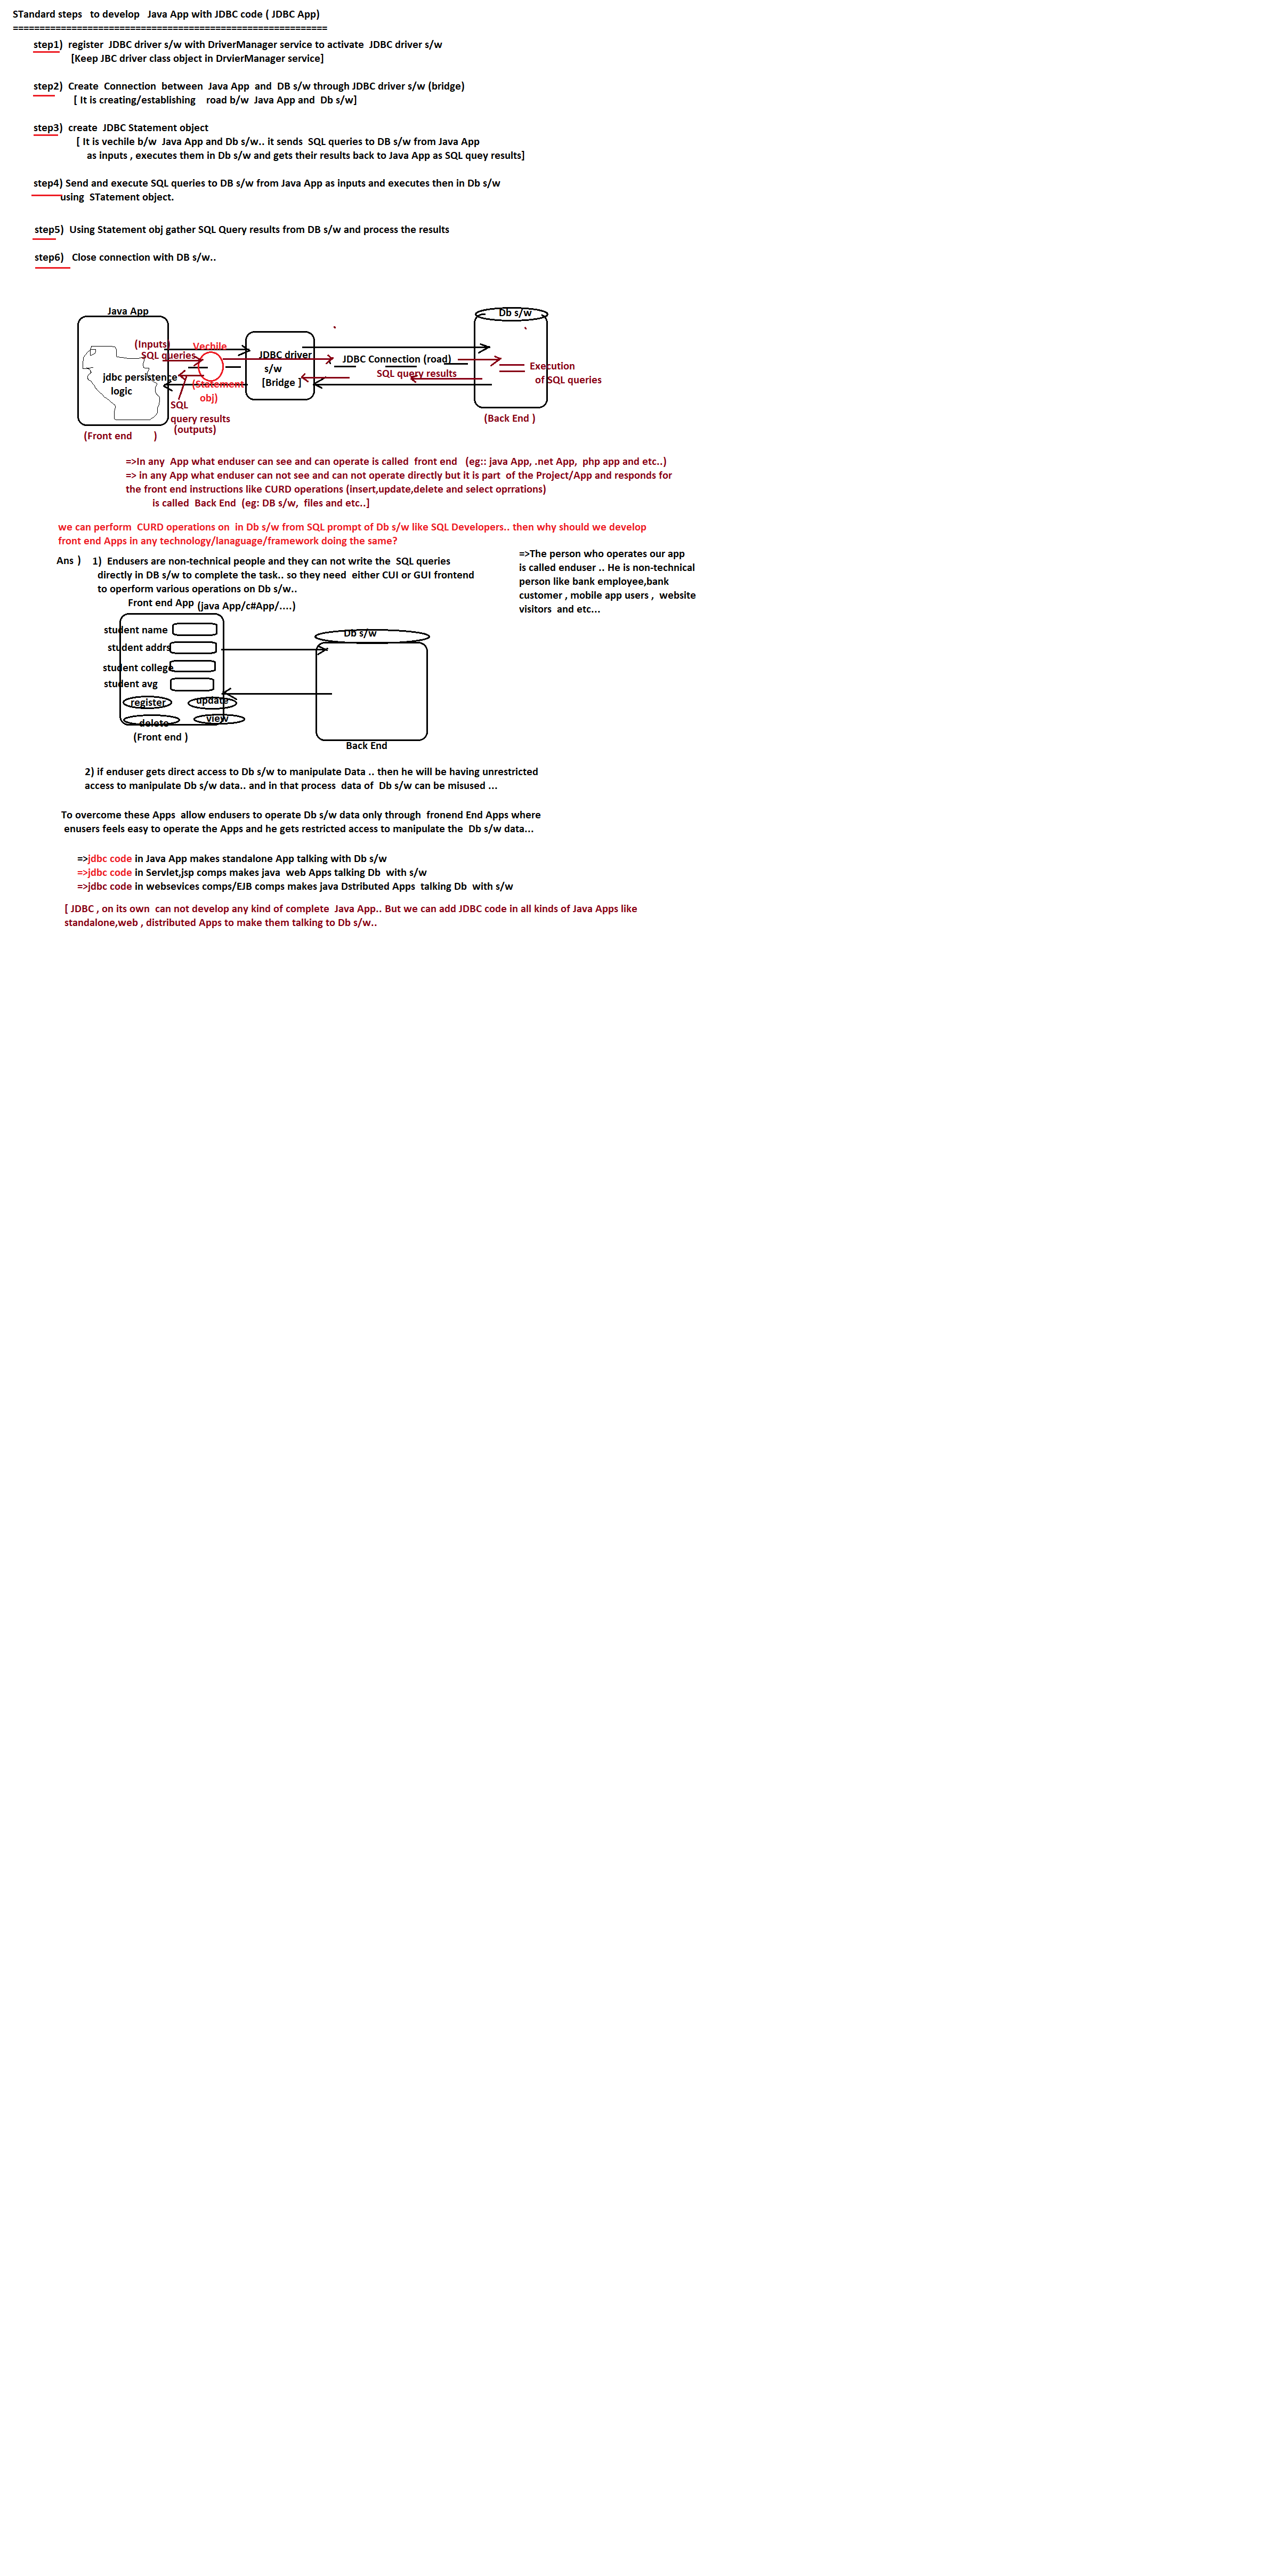 STandard steps to develop Java App with JDBC code ( JDBC App)
===========================================================
step1) register JDBC driver s/w with DriverManager service to activate JDBC driver s/w
[Keep JBC driver class object in DrvierManager service]
step2) Create Connection between Java App and DB s/w through JDBC driver s/w (bridge)
[ It is creating/establishing road b/w Java App and Db s/w]
step3) create JDBC Statement object
[ It is vechile b/w Java App and Db s/w.. it sends SQL queries to DB s/w from Java App
as inputs , executes them in Db s/w and gets their results back to Java App as SQL quey results]
step4) Send and execute SQL queries to DB s/w from Java App as inputs and executes then in Db s/w
using STatement object.
step5) Using Statement obj gather SQL Query results from DB s/w and process the results
step6) Close connection with DB s/w..
Java App
Db s/w
(Inputs)
SQL queries
Vechile
JDBC driver
s/w
[Bridge ]
JDBC Connection (road)
SQL query results
Execution
of SQL queries
jdbc persistence
logic
(Statement
obj)
SQL
query results
(outputs)
(Front end )
(Back End )
=>In any App what enduser can see and can operate is called front end (eg:: java App, .net App, php app and etc..)
=> in any App what enduser can not see and can not operate directly but it is part of the Project/App and responds for
the front end instructions like CURD operations (insert,update,delete and select oprrations)
is called Back End (eg: DB s/w, files and etc..]
we can perform CURD operations on in Db s/w from SQL prompt of Db s/w like SQL Developers.. then why should we develop
front end Apps in any technology/lanaguage/framework doing the same?
Ans ) 1) Endusers are non-technical people and they can not write the SQL queries
directly in DB s/w to complete the task.. so they need either CUI or GUI frontend
to operform various operations on Db s/w..
=>The person who operates our app
is called enduser .. He is non-technical
person like bank employee,bank
customer , mobile app users , website
visitors and etc...
Front end App (java App/c#App/....)
student name
student addrs
student college
student avg
register
update
delete
view
(Front end )
Db s/w
Back End
2) if enduser gets direct access to Db s/w to manipulate Data .. then he will be having unrestricted
access to manipulate Db s/w data.. and in that process data of Db s/w can be misused ...
To overcome these Apps allow endusers to operate Db s/w data only through fronend End Apps where
enusers feels easy to operate the Apps and he gets restricted access to manipulate the Db s/w data...
=>jdbc code in Java App makes standalone App talking with Db s/w
=>jdbc code in Servlet,jsp comps makes java web Apps talking Db with s/w
=>jdbc code in websevices comps/EJB comps makes java Dstributed Apps talking Db with s/w
[ JDBC , on its own can not develop any kind of complete Java App.. But we can add JDBC code in all kinds of Java Apps like
standalone,web , distributed Apps to make them talking to Db s/w..